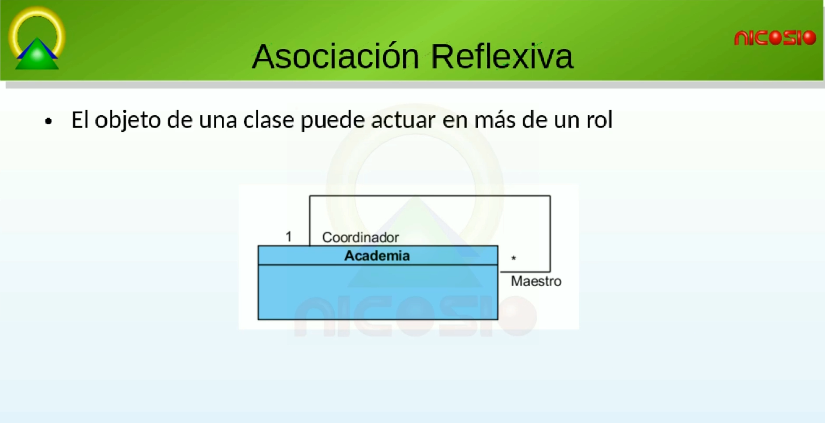 Asociación Reflexiva
NICOSIO
• El objeto de una clase puede actuar en más de un rol
1 Coordinador
Academia
*
Maestro
NICOSIO